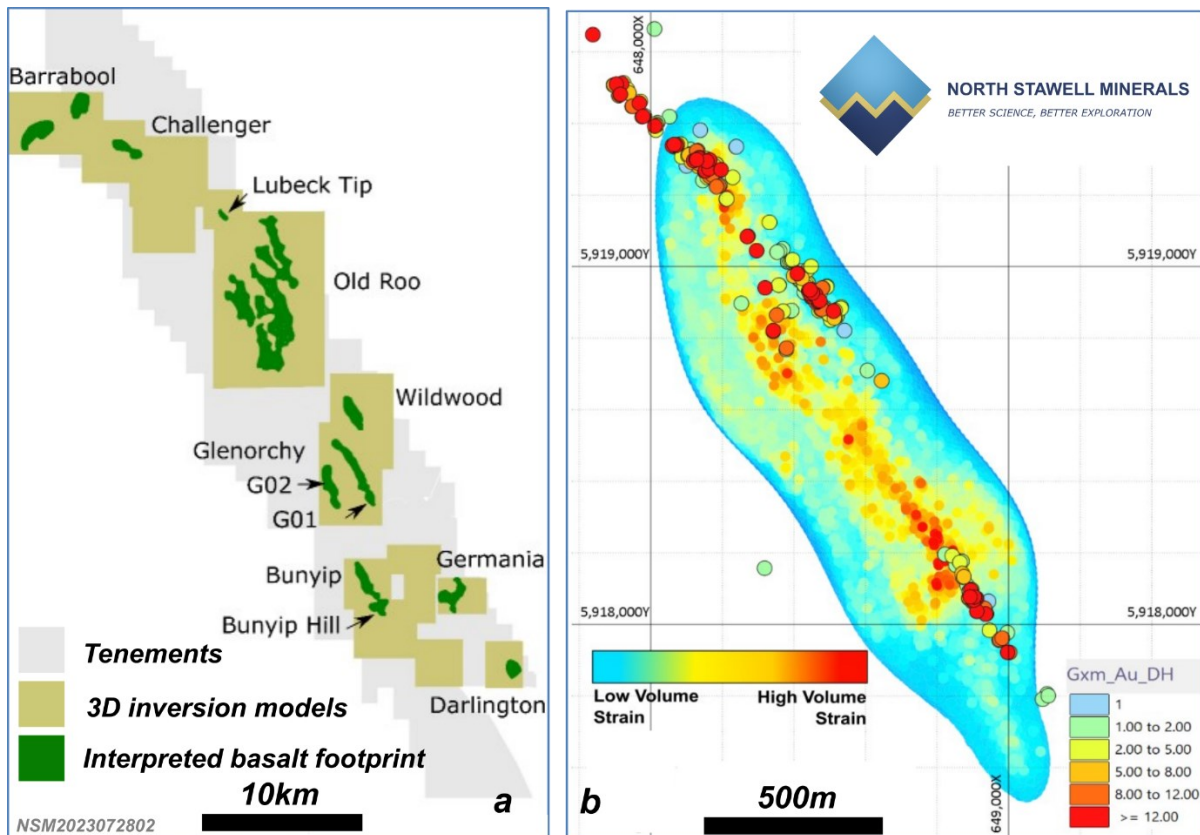 Barrabool
Challenger
Lubeck Tip
Old Roo
Wildwood
Glenorchy
G02
G01
Bunyip
Germania
Bunyip Hill
Darlington
Tenements
3D inversion models
Interpreted basalt footprint
10km
a
NSM2023072802
648,000X
NORTH STAWELL MINERALS
BETTER SCIENCE, BETTER EXPLORATION
5,919,000Y
5,919,000Y
5,918,000Y
5,918,000Y
Low Volume
Strain
High Volume
Strain
Gxm_Au_DH
1
1.00 to 2.00
2.00 to 5.00
5.00 to 8.00
8.00 to 12.00
>= 12.00
b
500m
649,000X